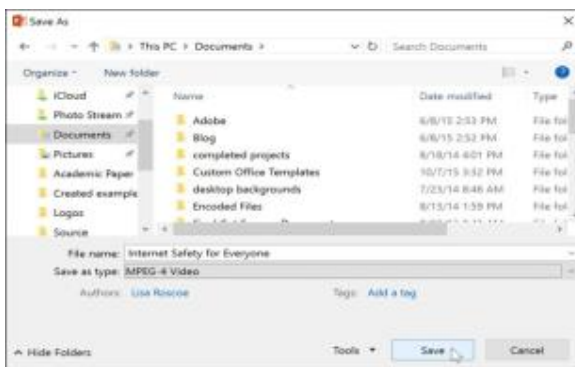 Save As
This PC > Documents >
Search Documents
Organize
New folder
iCloud
Photo Stream
Documents
Pictures
Academic Paper
Created example
Logos
Source
Name
Date modified
Type
Adobe
6/8/15 2:53 PM
File fol
Blog
6/6/15 2:52 PM
File fol
completed projects
8/18/14 4:01 PM
File fol
Custom Office Templates
10/7/15 3:32 PM
File fol
desktop backgrounds
7/23/14 8:46 AM
File fol
Encoded Files
8/13/14 1:59 PM
File fol
File name: Internet Safety for Everyone
Save as type: MPEG-4 Video
Authors: Lisa Roscoe
Tags: Add a tag
Hide Folders
Tools
Save
Cancel